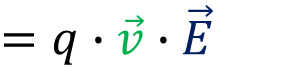 = q · v⃗ · E⃗